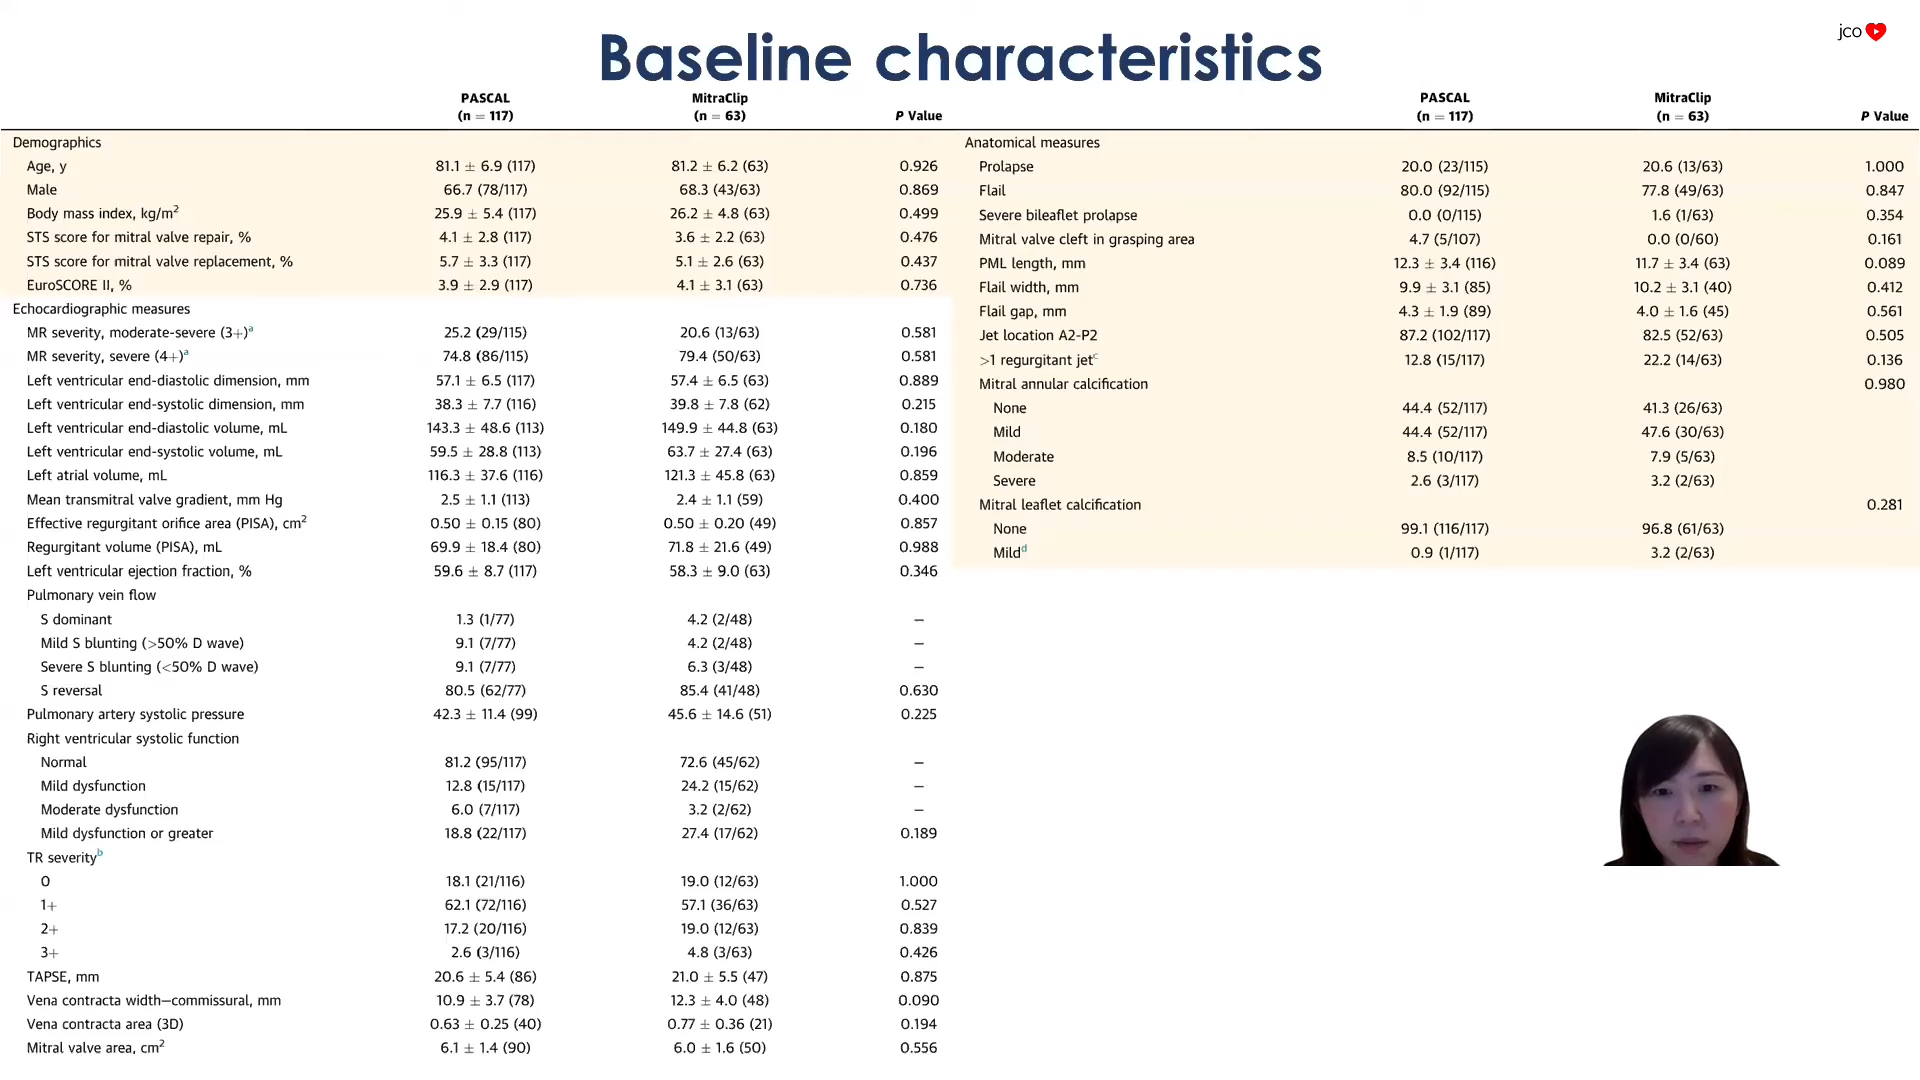 jco
Baseline characteristics
PASCAL (n = 117) MitraClip (n = 63) P Value
Demographics
Age, y 81.1 ± 6.9 (117) 81.2 ± 6.2 (63) 0.926
Male 66.7 (78/117) 68.3 (43/63) 0.869
Body mass index, kg/m2 25.9 ± 5.4 (117) 26.2 ± 4.8 (63) 0.499
STS score for mitral valve repair, % 4.1 ± 2.8 (117) 3.6 ± 2.2 (63) 0.476
STS score for mitral valve replacement, % 5.7 ± 3.3 (117) 5.1 ± 2.6 (63) 0.437
EuroSCORE II, % 3.9 ± 2.9 (117) 4.1 ± 3.1 (63) 0.736
Echocardiographic measures
MR severity, moderate-severe (3+)a 25.2 (29/115) 20.6 (13/63) 0.581
MR severity, severe (4+)a 74.8 (86/115) 79.4 (50/63) 0.581
Left ventricular end-diastolic dimension, mm 57.1 ± 6.5 (117) 57.4 ± 6.5 (63) 0.889
Left ventricular end-systolic dimension, mm 38.3 ± 7.7 (116) 39.8 ± 7.8 (62) 0.215
Left ventricular end-diastolic volume, mL 143.3 ± 48.6 (113) 149.9 ± 44.8 (63) 0.180
Left ventricular end-systolic volume, mL 59.5 ± 28.8 (113) 63.7 ± 27.4 (63) 0.196
Left atrial volume, mL 116.3 ± 37.6 (116) 121.3 ± 45.8 (63) 0.859
Mean transmitral valve gradient, mm Hg 2.5 ± 1.1 (113) 2.4 ± 1.1 (59) 0.400
Effective regurgitant orifice area (PISA), cm2 0.50 ± 0.15 (80) 0.50 ± 0.20 (49) 0.857
Regurgitant volume (PISA), mL 69.9 ± 18.4 (80) 71.8 ± 21.6 (49) 0.988
Left ventricular ejection fraction, % 59.6 ± 8.7 (117) 58.3 ± 9.0 (63) 0.346
Pulmonary vein flow
S dominant 1.3 (1/77) 4.2 (2/48) —
Mild S blunting (>50% D wave) 9.1 (7/77) 4.2 (2/48) —
Severe S blunting (<50% D wave) 9.1 (7/77) 6.3 (3/48) —
S reversal 80.5 (62/77) 85.4 (41/48) 0.630
Pulmonary artery systolic pressure 42.3 ± 11.4 (99) 45.6 ± 14.6 (51) 0.225
Right ventricular systolic function
Normal 81.2 (95/117) 72.6 (45/62) —
Mild dysfunction 12.8 (15/117) 24.2 (15/62) —
Moderate dysfunction 6.0 (7/117) 3.2 (2/62) —
Mild dysfunction or greater 18.8 (22/117) 27.4 (17/62) 0.189
TR severityb
0 18.1 (21/116) 19.0 (12/63) 1.000
1+ 62.1 (72/116) 57.1 (36/63) 0.527
2+ 17.2 (20/116) 19.0 (12/63) 0.839
3+ 2.6 (3/116) 4.8 (3/63) 0.426
TAPSE, mm 20.6 ± 5.4 (86) 21.0 ± 5.5 (47) 0.875
Vena contracta width—commissural, mm 10.9 ± 3.7 (78) 12.3 ± 4.0 (48) 0.090
Vena contracta area (3D) 0.63 ± 0.25 (40) 0.77 ± 0.36 (21) 0.194
Mitral valve area, cm2 6.1 ± 1.4 (90) 6.0 ± 1.6 (50) 0.556
PASCAL (n = 117) MitraClip (n = 63) P Value
Anatomical measures
Prolapse 20.0 (23/115) 20.6 (13/63) 1.000
Flail 80.0 (92/115) 77.8 (49/63) 0.847
Severe bileaflet prolapse 0.0 (0/115) 1.6 (1/63) 0.354
Mitral valve cleft in grasping area 4.7 (5/107) 0.0 (0/60) 0.161
PML length, mm 12.3 ± 3.4 (116) 11.7 ± 3.4 (63) 0.089
Flail width, mm 9.9 ± 3.1 (85) 10.2 ± 3.1 (40) 0.412
Flail gap, mm 4.3 ± 1.9 (89) 4.0 ± 1.6 (45) 0.561
Jet location A2-P2 87.2 (102/117) 82.5 (52/63) 0.505
>1 regurgitant jetc 12.8 (15/117) 22.2 (14/63) 0.136
Mitral annular calcification 0.980
None 44.4 (52/117) 41.3 (26/63)
Mild 44.4 (52/117) 47.6 (30/63)
Moderate 8.5 (10/117) 7.9 (5/63)
Severe 2.6 (3/117) 3.2 (2/63)
Mitral leaflet calcification 0.281
None 99.1 (116/117) 96.8 (61/63)
Mildd 0.9 (1/117) 3.2 (2/63)